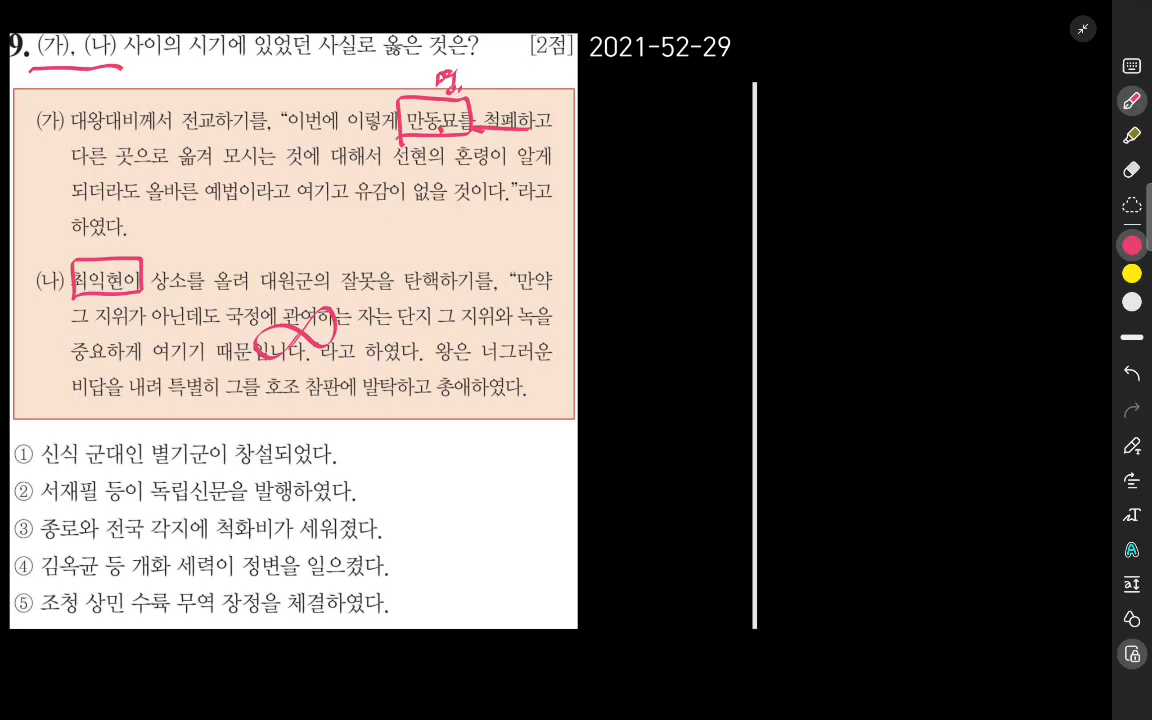 9. (가), (나) 사이의 시기에 있었던 사실로 옳은 것은? [2점]
2021-52-29
(가) 대왕대비께서 전교하기를, “이번에 이렇게 만동묘를 철폐하고
다른 곳으로 옮겨 모시는 것에 대해서 선현의 혼령이 알게
되더라도 올바른 예법이라고 여기고 유감이 없을 것이다.”라고
하였다.
(나) 최익현이 상소를 올려 대원군의 잘못을 탄핵하기를, “만약
그 지위가 아닌데도 국정에 관여하는 자는 단지 그 지위와 녹을
중요하게 여기기 때문입니다. 라고 하였다. 왕은 너그러운
비답을 내려 특별히 그를 호조 참판에 발탁하고 총애하였다.
① 신식 군대인 별기군이 창설되었다.
② 서재필 등이 독립신문을 발행하였다.
③ 종로와 전국 각지에 척화비가 세워졌다.
④ 김옥균 등 개화 세력이 정변을 일으켰다.
⑤ 조청 상민 수륙 무역 장정을 체결하였다.